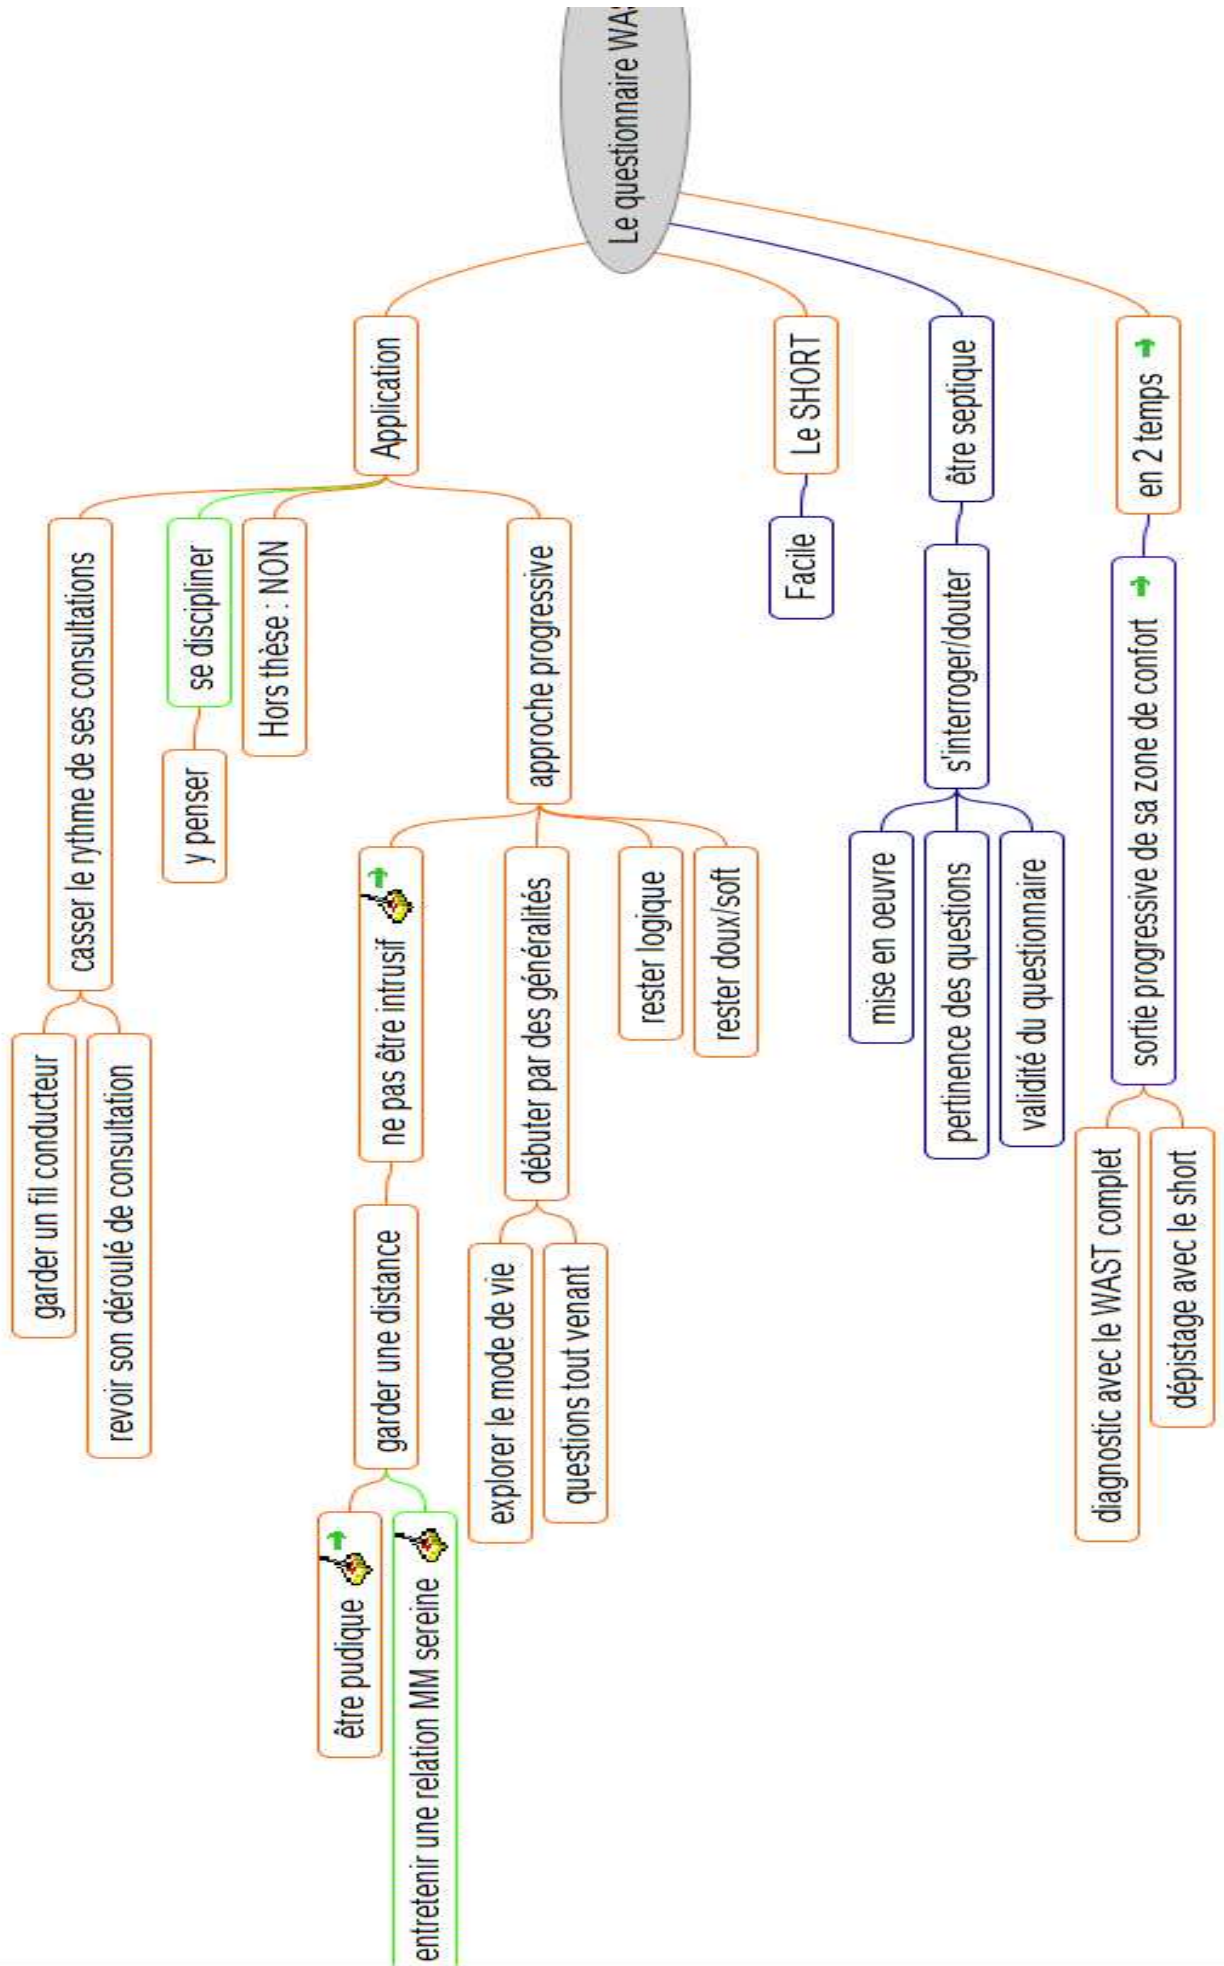 Le questionnaire WAS
Application
casser le rythme de ses consultations
garder un fil conducteur
revoir son déroulé de consultation
se discipliner
y penser
Hors thèse : NON
approche progressive
ne pas être intrusif
garder une distance
être pudique
entretenir une relation MM sereine
débuter par des généralités
explorer le mode de vie
questions tout venant
rester logique
rester doux/soft
Le SHORT
Facile
être septique
s'interroger/douter
mise en oeuvre
pertinence des questions
validité du questionnaire
en 2 temps
sortie progressive de sa zone de confort
diagnostic avec le WAST complet
dépistage avec le short